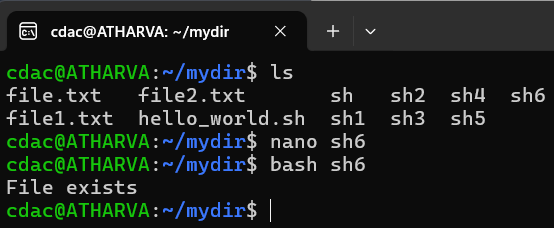 cdac@ATHARVA: ~/mydir
cdac@ATHARVA:~/mydir$ ls
file.txt file2.txt sh sh2 sh4 sh6
file1.txt hello_world.sh sh1 sh3 sh5
cdac@ATHARVA:~/mydir$ nano sh6
cdac@ATHARVA:~/mydir$ bash sh6
File exists
cdac@ATHARVA:~/mydir$